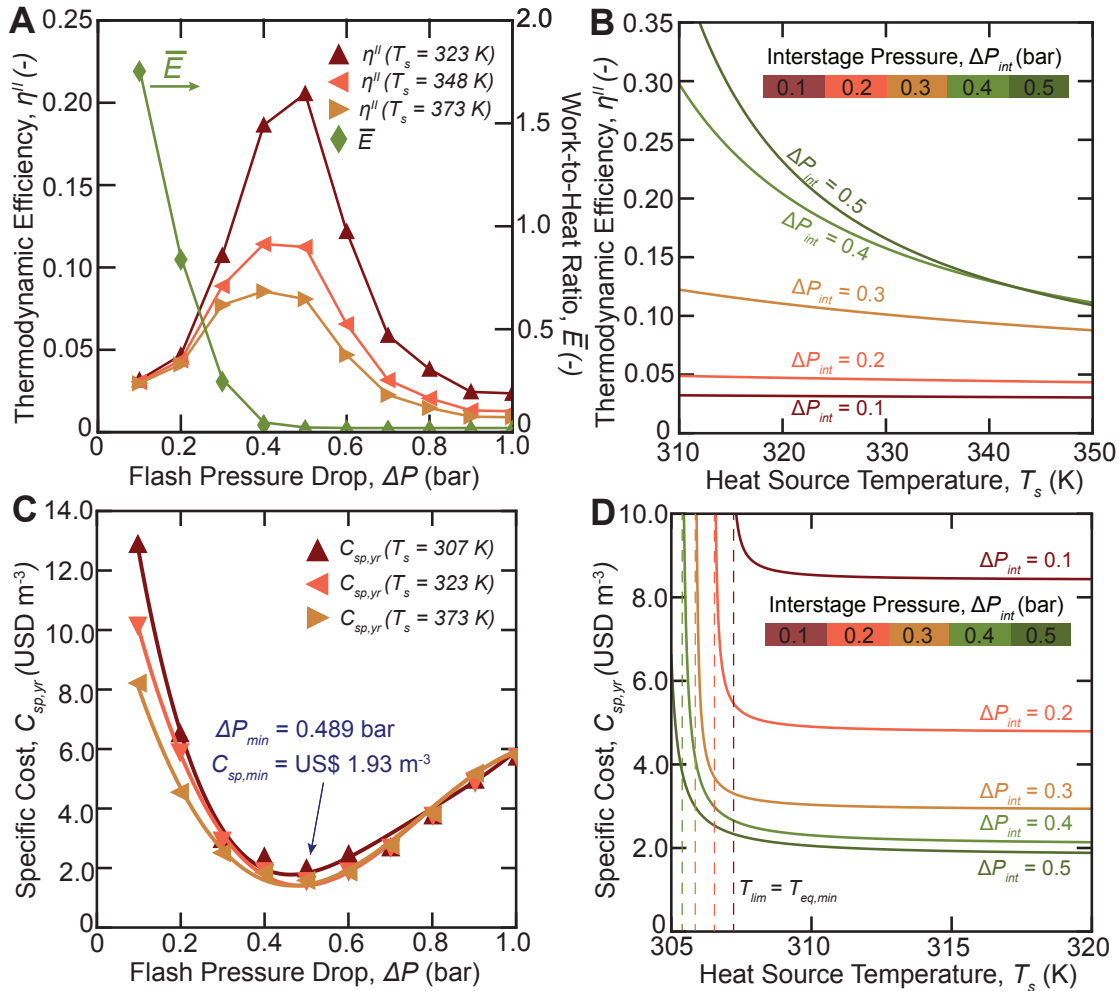 A
0.25
0.20
0.15
0.10
0.05
0
Thermodynamic Efficiency, η^II (-)
2.0
1.5
1.0
0.5
0
Work-to-Heat Ratio, E̅ (-)
E̅
η^II (T_s = 323 K)
η^II (T_s = 348 K)
η^II (T_s = 373 K)
E̅
0 0.2 0.4 0.6 0.8 1.0
Flash Pressure Drop, ΔP (bar)
B
0.35
0.30
0.25
0.20
0.15
0.10
0.05
0
Thermodynamic Efficiency, η^II (-)
Interstage Pressure, ΔP_int (bar)
0.1 0.2 0.3 0.4 0.5
ΔP_int = 0.5
ΔP_int = 0.4
ΔP_int = 0.3
ΔP_int = 0.2
ΔP_int = 0.1
310 320 330 340 350
Heat Source Temperature, T_s (K)
C
14.0
12.0
10.0
8.0
6.0
4.0
2.0
0
Specific Cost, C_sp,yr (USD m⁻³)
C_sp,yr (T_s = 307 K)
C_sp,yr (T_s = 323 K)
C_sp,yr (T_s = 373 K)
ΔP_min = 0.489 bar
C_sp,min = US$ 1.93 m⁻³
0 0.2 0.4 0.6 0.8 1.0
Flash Pressure Drop, ΔP (bar)
D
10.0
8.0
6.0
4.0
2.0
0
Specific Cost, C_sp,yr (USD m⁻³)
ΔP_int = 0.1
Interstage Pressure, ΔP_int (bar)
0.1 0.2 0.3 0.4 0.5
ΔP_int = 0.2
ΔP_int = 0.3
ΔP_int = 0.4
ΔP_int = 0.5
T_lim = T_eq,min
305 310 315 320
Heat Source Temperature, T_s (K)